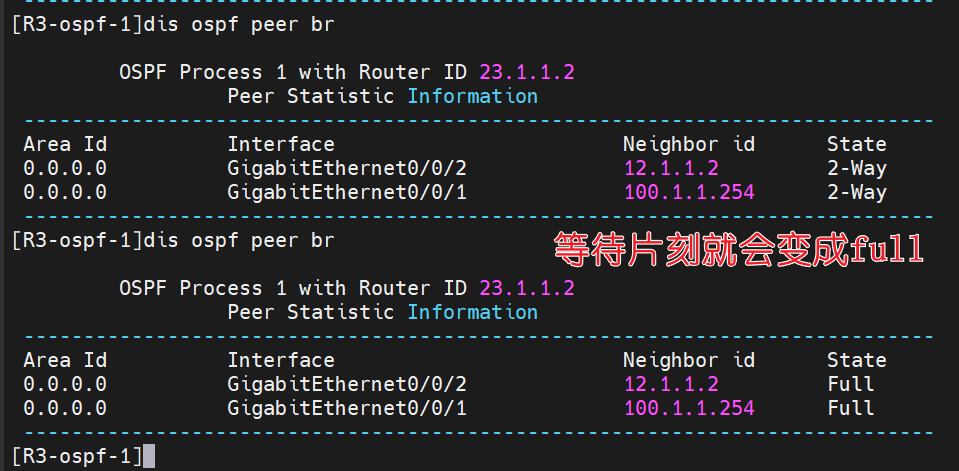 [R3-ospf-1]dis ospf peer br
OSPF Process 1 with Router ID 23.1.1.2
Peer Statistic Information
----------------------------------------------------------------------------
Area Id Interface Neighbor id State
0.0.0.0 GigabitEthernet0/0/2 12.1.1.2 2-Way
0.0.0.0 GigabitEthernet0/0/1 100.1.1.254 2-Way
----------------------------------------------------------------------------
[R3-ospf-1]dis ospf peer br
等待片刻就会变成full
OSPF Process 1 with Router ID 23.1.1.2
Peer Statistic Information
----------------------------------------------------------------------------
Area Id Interface Neighbor id State
0.0.0.0 GigabitEthernet0/0/2 12.1.1.2 Full
0.0.0.0 GigabitEthernet0/0/1 100.1.1.254 Full
----------------------------------------------------------------------------
[R3-ospf-1]